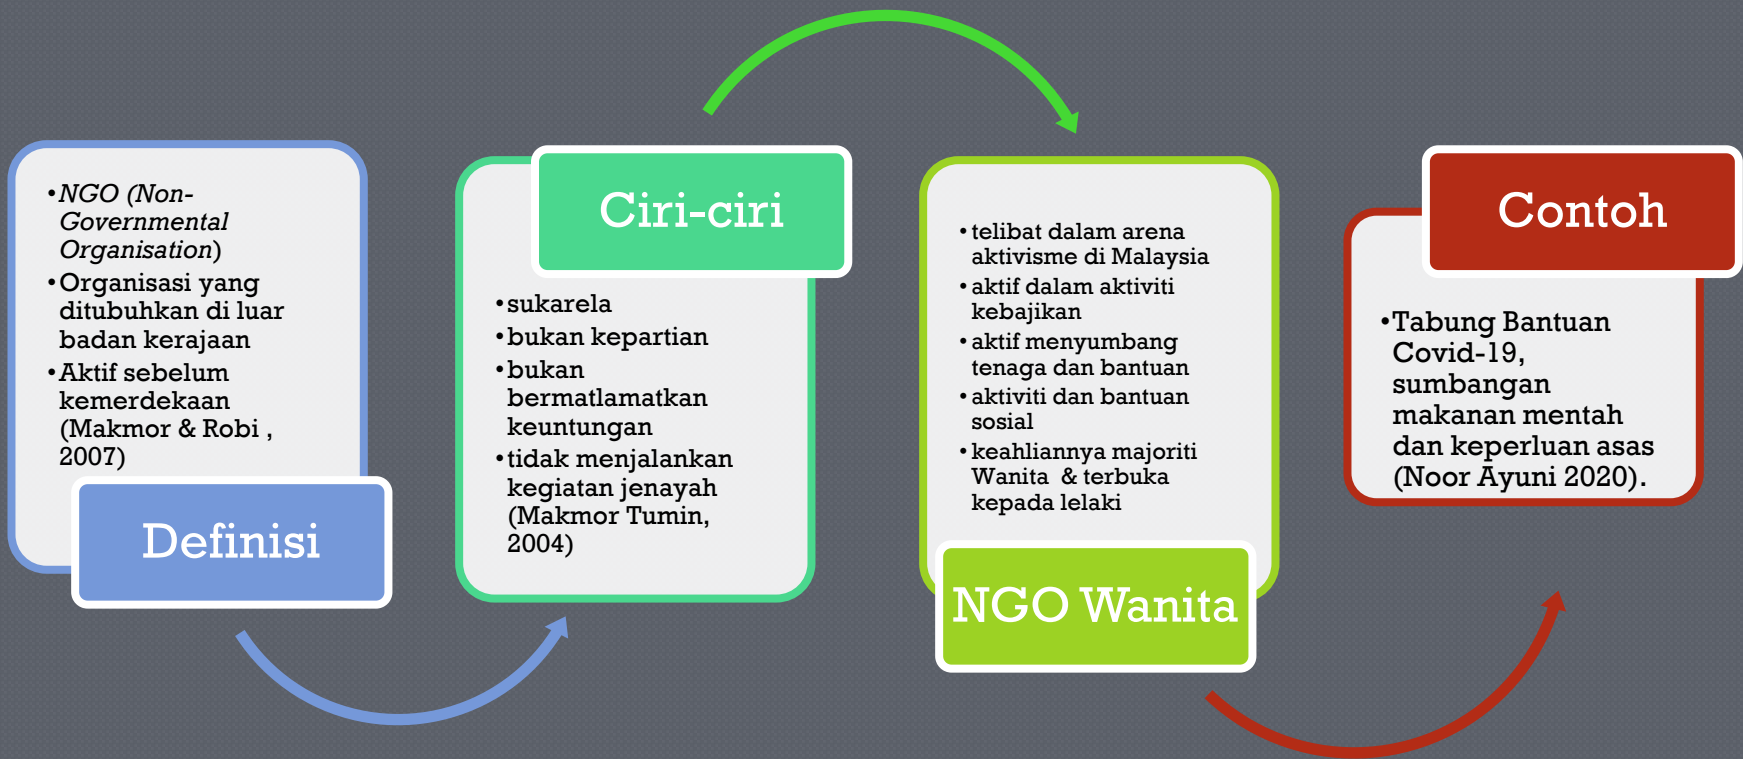 •NGO (Non-
Governmental
Organisation)
•Organisasi yang
ditubuhkan di luar
badan kerajaan
•Aktif sebelum
kemerdekaan
(Makmor & Robi ,
2007)
Definisi
Ciri-ciri
•sukarela
•bukan kepartian
•bukan
bermatlamatkan
keuntungan
•tidak menjalankan
kegiatan jenayah
(Makmor Tumin,
2004)
•telibat dalam arena
aktivisme di Malaysia
•aktif dalam aktiviti
kebajikan
•aktif menyumbang
tenaga dan bantuan
•aktiviti dan bantuan
sosial
•keahliannya majoriti
Wanita & terbuka
kepada lelaki
NGO Wanita
Contoh
•Tabung Bantuan
Covid-19,
sumbangan
makanan mentah
dan keperluan asas
(Noor Ayuni 2020).